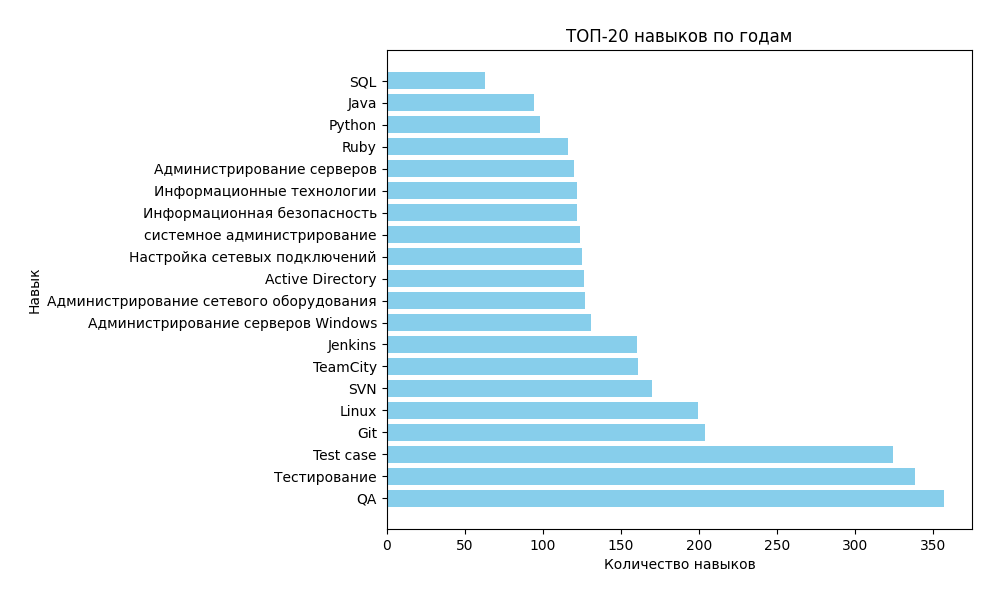 ТОП-20 навыков по годам
SQL
Java
Python
Ruby
Администрирование серверов
Информационные технологии
Информационная безопасность
системное администрирование
Настройка сетевых подключений
Active Directory
Администрирование сетевого оборудования
Администрирование серверов Windows
Jenkins
TeamCity
SVN
Linux
Git
Test case
Тестирование
QA
Навык
0 50 100 150 200 250 300 350
Количество навыков